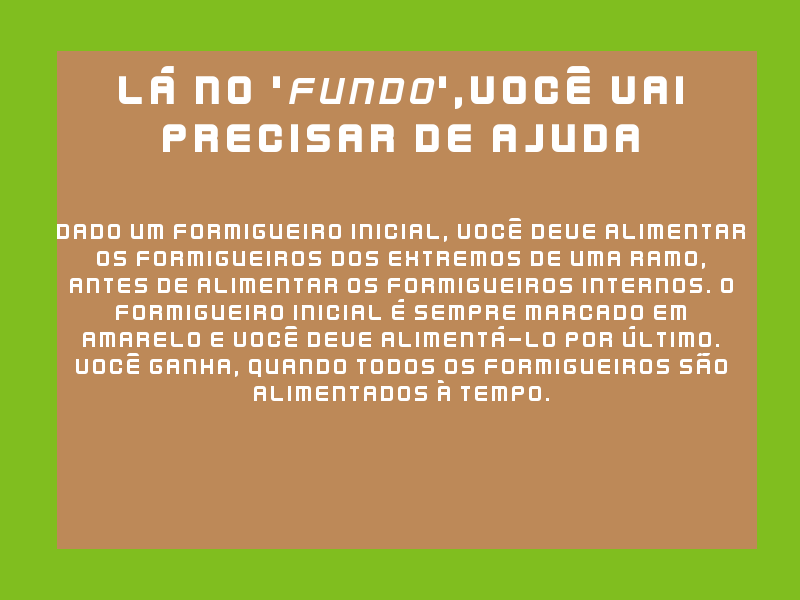 LÁ NO 'FUNDO',VOCÊ VAI
PRECISAR DE AJUDA
DADO UM FORMIGUEIRO INICIAL, VOCÊ DEVE ALIMENTAR
OS FORMIGUEIROS DOS EXTREMOS DE UMA RAMO,
ANTES DE ALIMENTAR OS FORMIGUEIROS INTERNOS. O
FORMIGUEIRO INICIAL É SEMPRE MARCADO EM
AMARELO E VOCÊ DEVE ALIMENTÁ-LO POR ÚLTIMO.
VOCÊ GANHA, QUANDO TODOS OS FORMIGUEIROS SÃO
ALIMENTADOS À TEMPO.